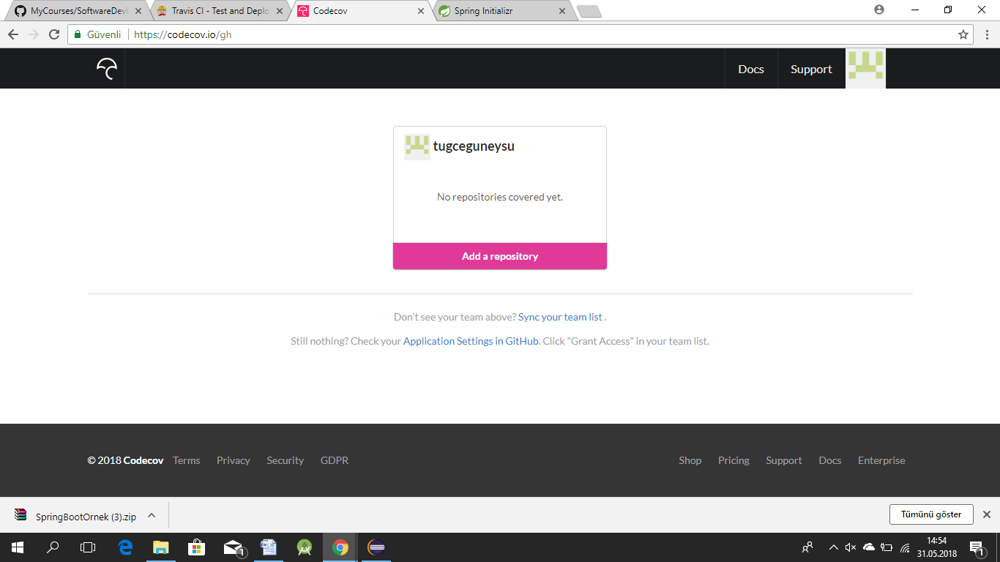 MyCourses/SoftwareDevE
Travis CI - Test and Deplo
Codecov
Spring Initializr
Güvenli
https://codecov.io/gh
Docs
Support
tugceguneysu
No repositories covered yet.
Add a repository
Don't see your team above? Sync your team list .
Still nothing? Check your Application Settings in GitHub. Click "Grant Access" in your team list.
© 2018 Codecov Terms Privacy Security GDPR
Shop Pricing Support Docs Enterprise
SpringBootOrnek (3).zip
Tümünü göster
1
14:54
31.05.2018
1